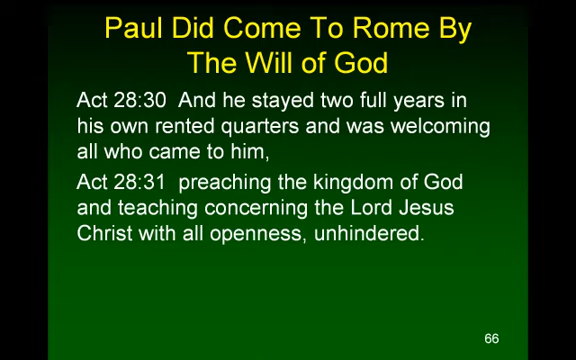 Paul Did Come To Rome By
The Will of God
Act 28:30 And he stayed two full years in
his own rented quarters and was welcoming
all who came to him,
Act 28:31 preaching the kingdom of God
and teaching concerning the Lord Jesus
Christ with all openness, unhindered.
66